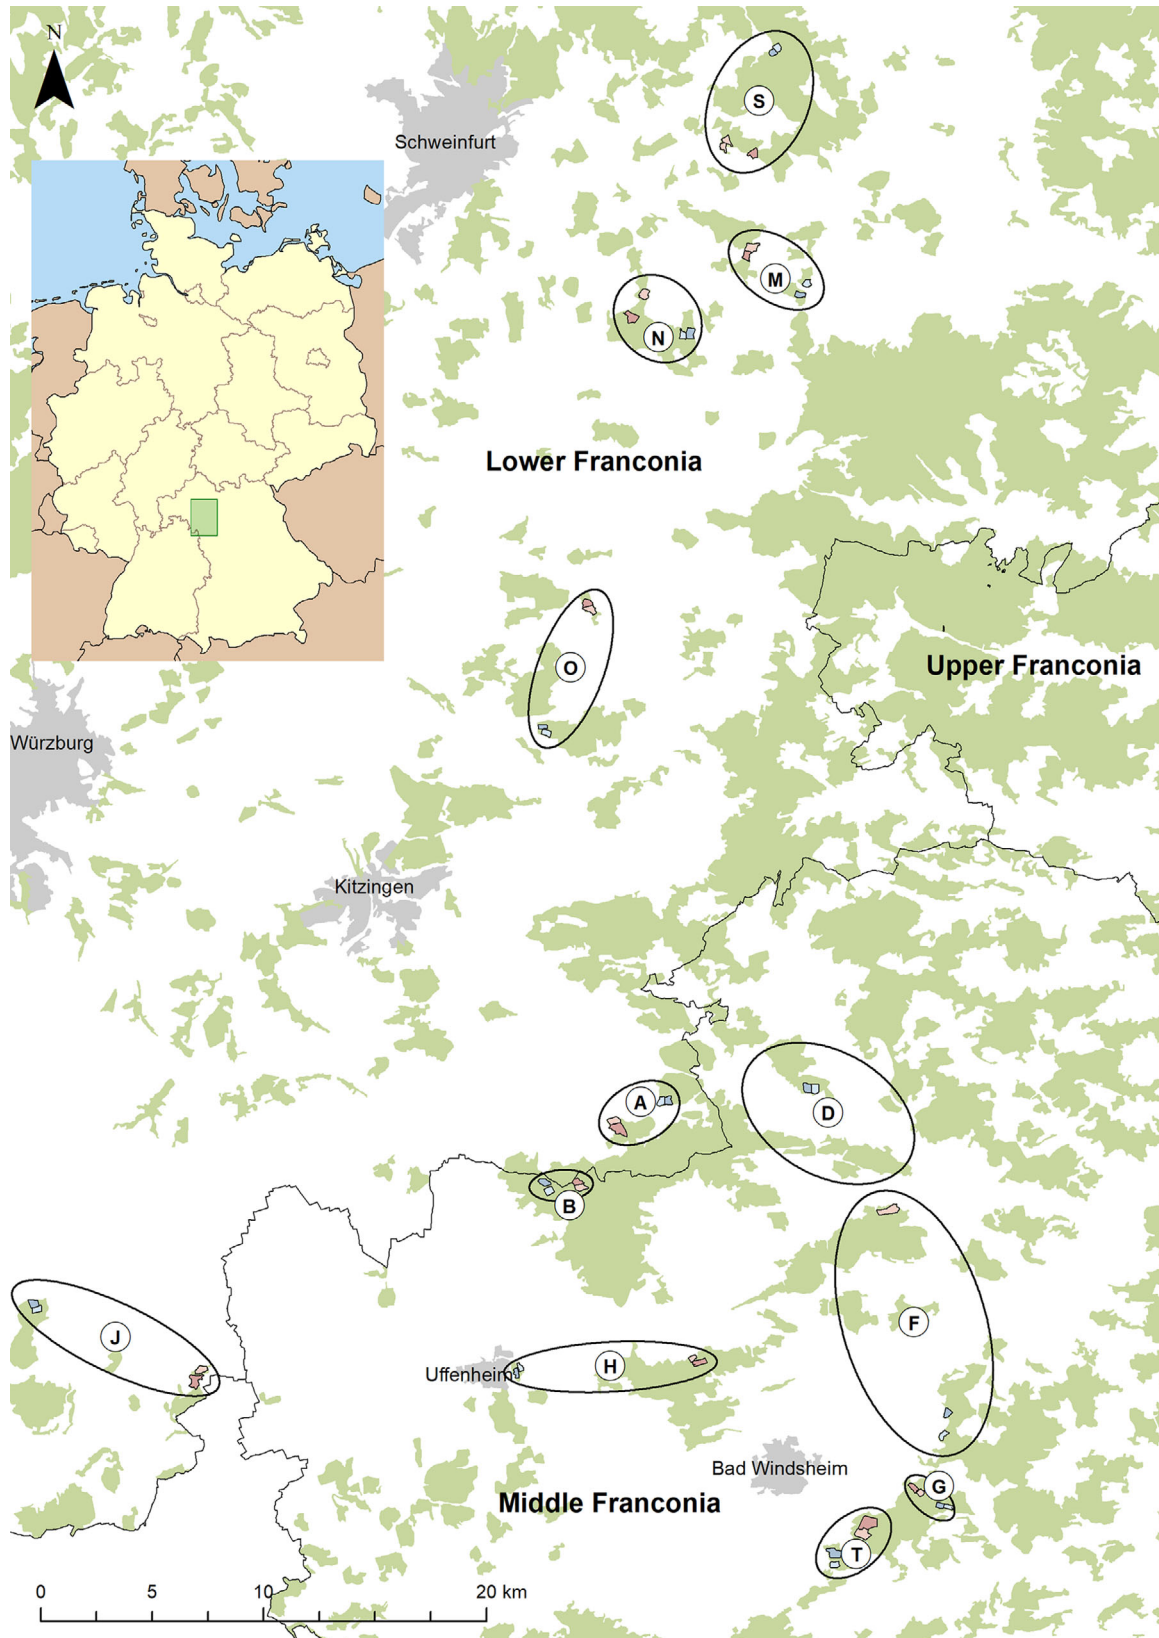 N
Schweinfurt
S
M
N
Lower Franconia
Upper Franconia
O
Würzburg
Kitzingen
A
D
B
F
J
H
Uffenheim
Bad Windsheim
G
Middle Franconia
T
0 5 10 20 km